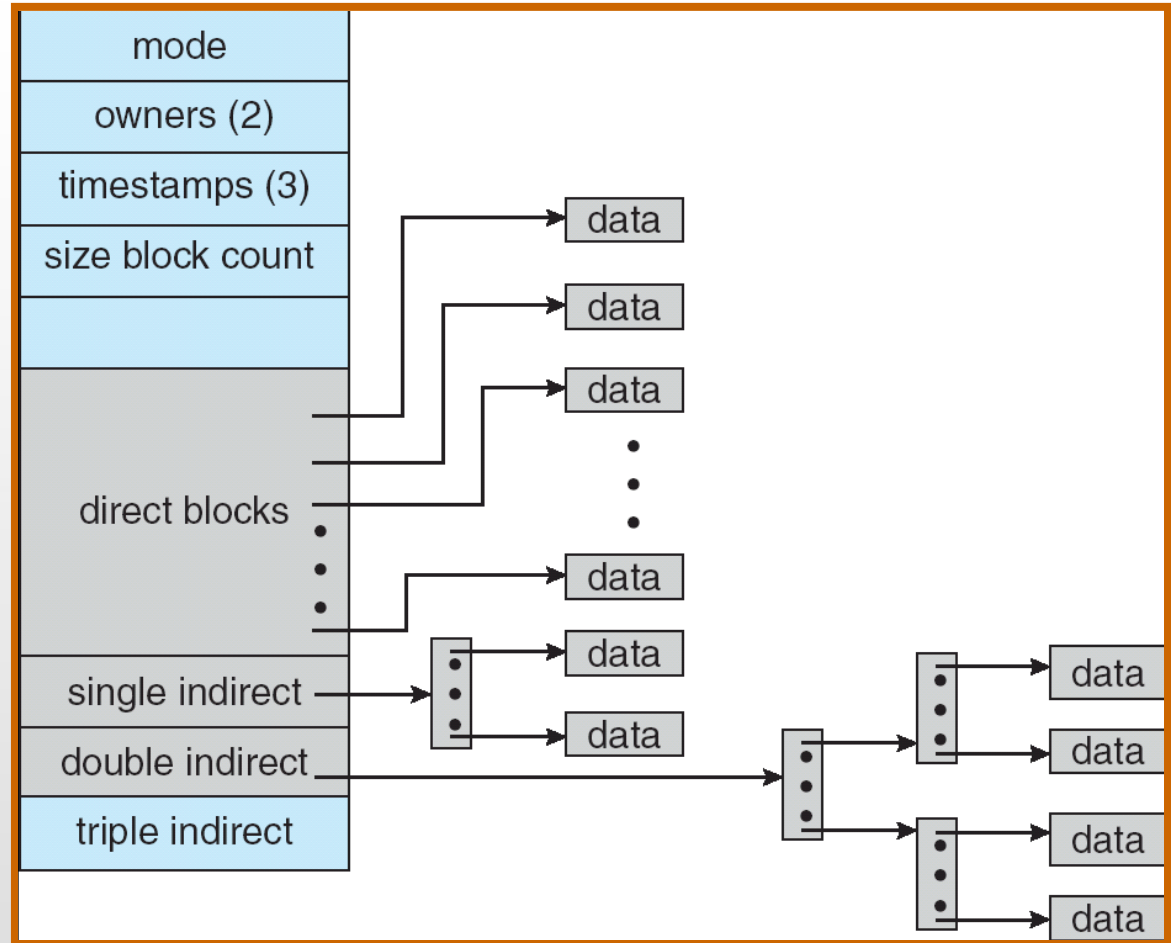 mode
owners (2)
timestamps (3)
size block count
direct blocks
single indirect
double indirect
triple indirect
data
data
data
data
data
data
data
data
data
data